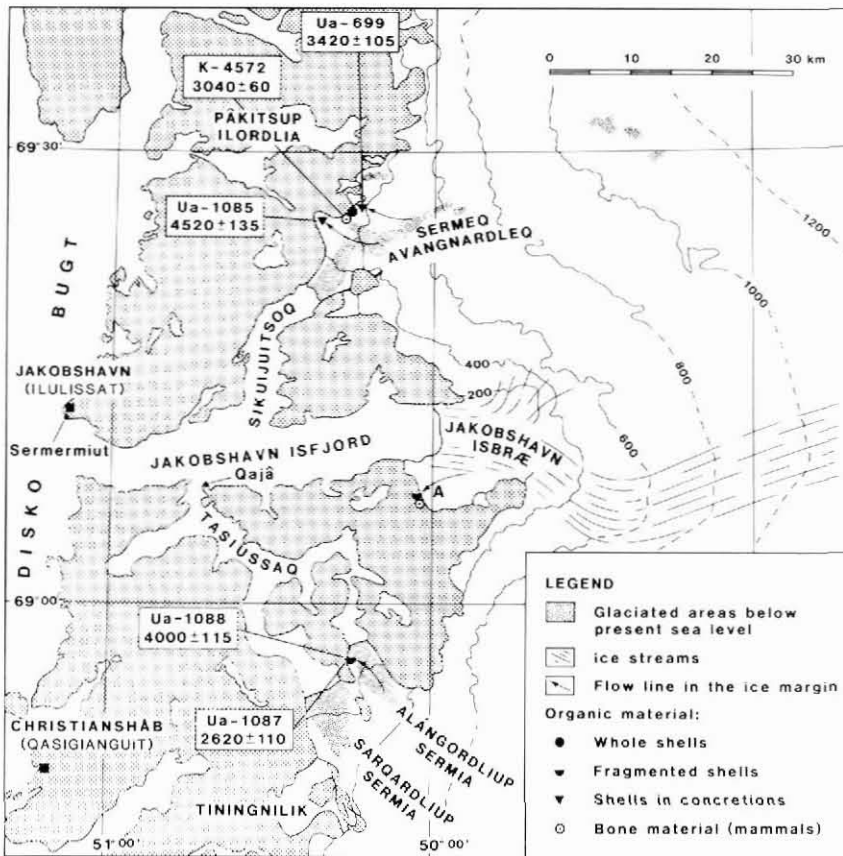 Ua-699
3420±105
K-4572
3040±60
0 10 20 30 km
PÂKITSUP
ILORDLIA
69°30'
Ua-1085
4520±135
SERMEQ
AVANGNARDLEQ
1200
1000
800
600
400
200
DISKO BUGT
SIKUIJUITSOQ
JAKOBSHAVN
(ILULISSAT)
Sermermiut
JAKOBSHAVN ISFJORD
JAKOBSHAVN
ISBRÆ
Qajâ
A
TASIUSSAQ
69°00'
Ua-1088
4000±115
Ua-1087
2620±110
CHRISTIANSHÅB
(QASIGIANGUIT)
ALÁNGORDLIUP
SERMIA
SARQARDLIUP
SERMIA
TININGNILIK
51°00'
50°00'
LEGEND
Glaciated areas below
present sea level
ice streams
Flow line in the ice margin
Organic material:
Whole shells
Fragmented shells
Shells in concretions
Bone material (mammals)